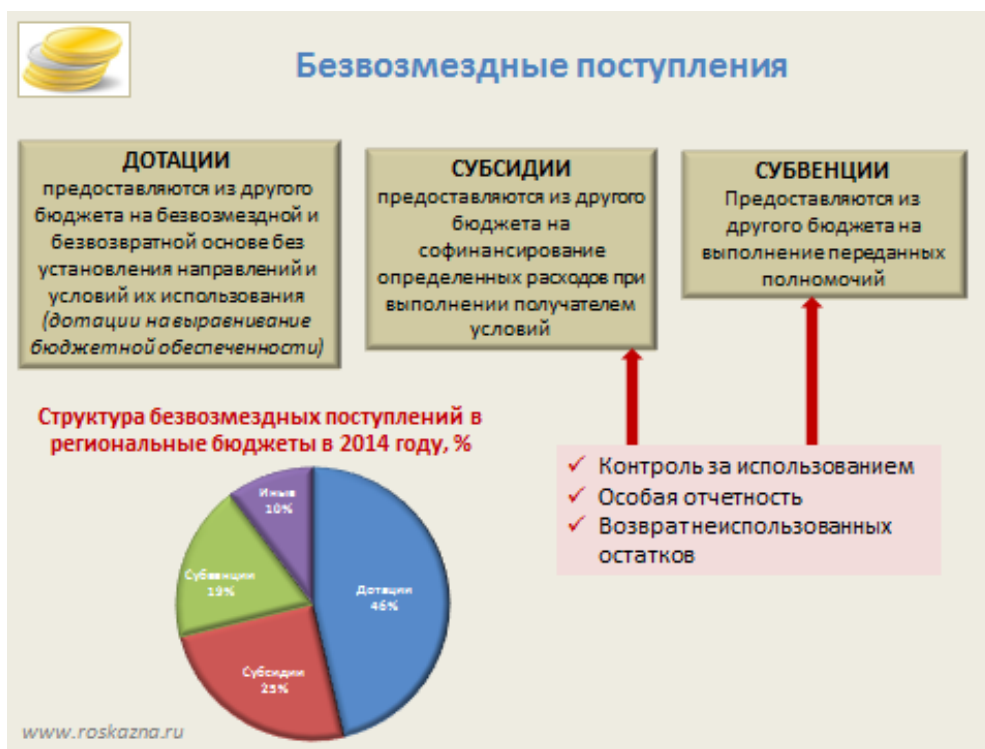 Безвозмездные поступления
ДОТАЦИИ
предоставляются из другого
бюджета на безвозмездной и
безвозвратной основе без
установления направлений и
условий их использования
(дотации на выравнивание
бюджетной обеспеченности)
СУБСИДИИ
предоставляются из другого
бюджета на
софинансирование
определенных расходов при
выполнении получателем
условий
СУБВЕНЦИИ
Предоставляются из
другого бюджета на
выполнение переданных
полномочий
Структура безвозмездных поступлений в
региональные бюджеты в 2014 году, %
Иные
10%
Субвенции
19%
Дотации
46%
Субсидии
25%
✓ Контроль за использованием
✓ Особая отчетность
✓ Возврат неиспользованных
остатков
www.roskazna.ru